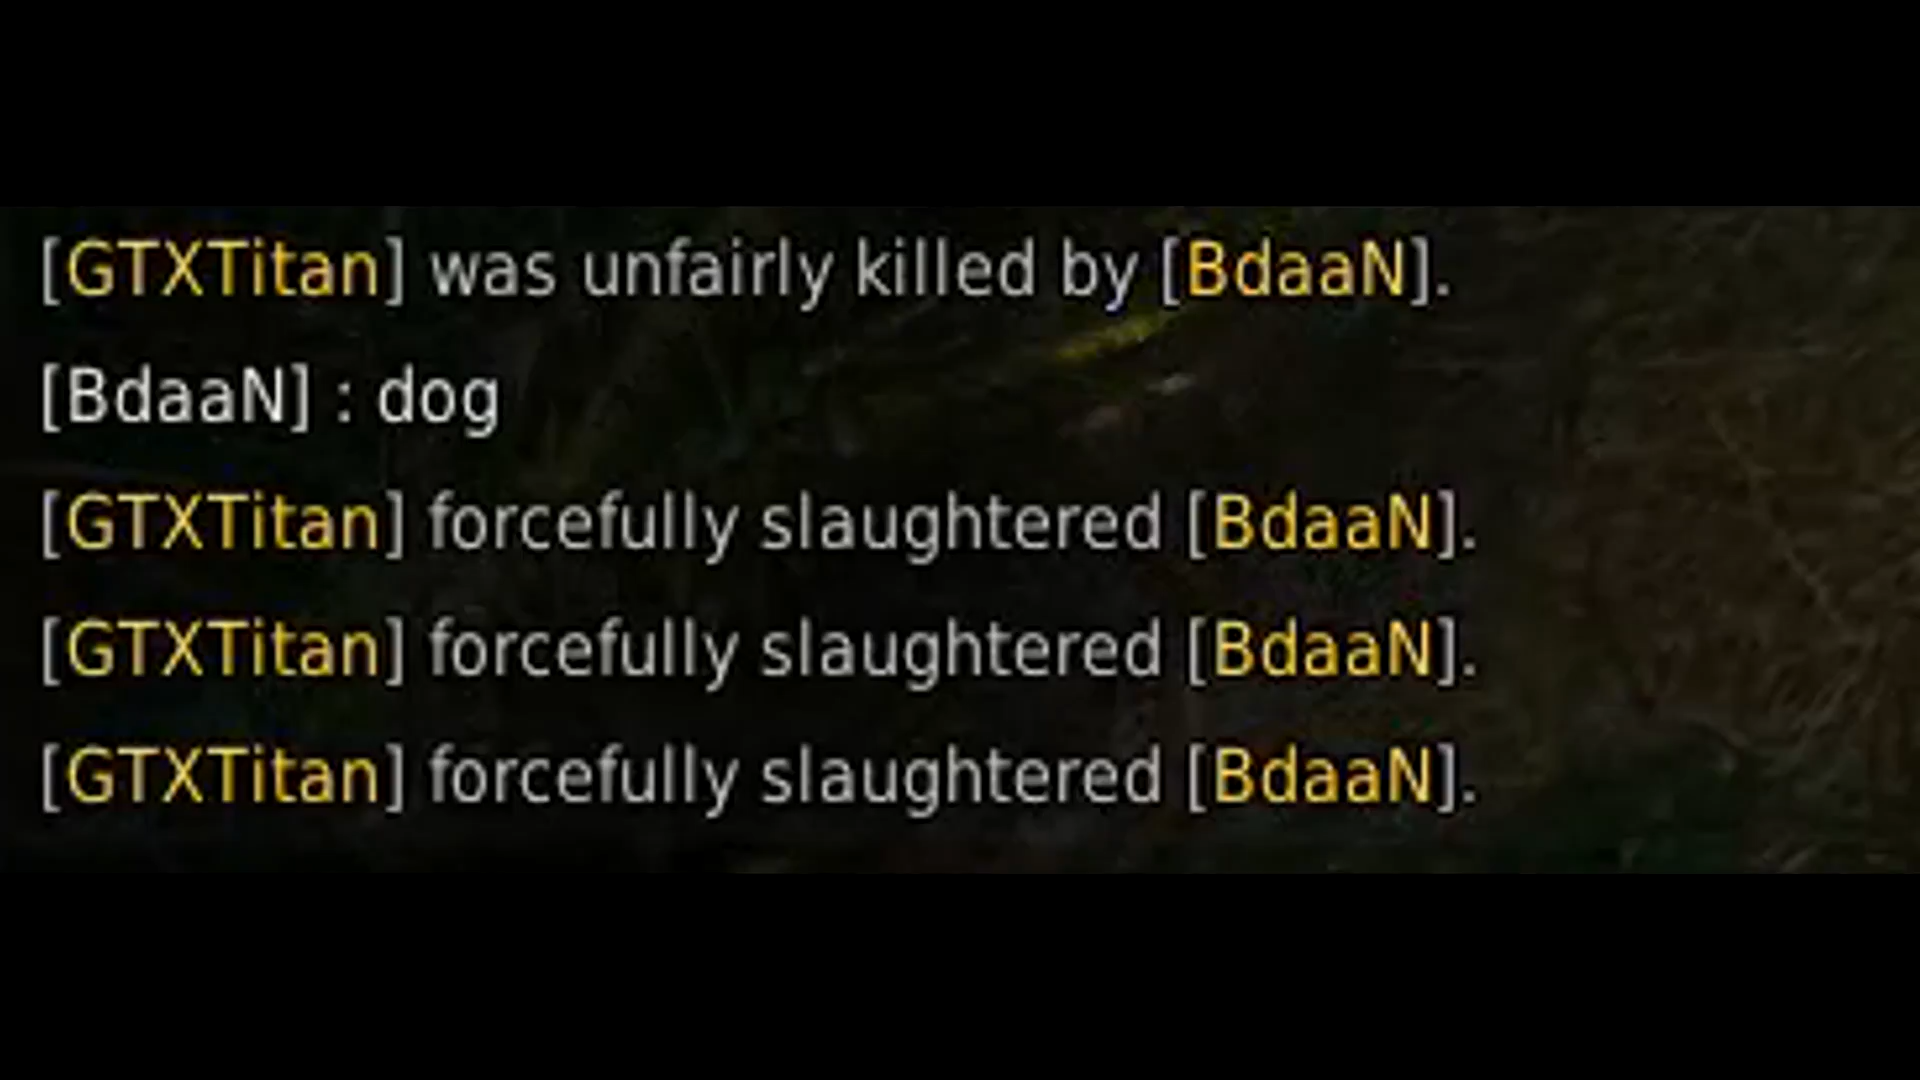 [GTXTitan] was unfairly killed by [BdaaN].
[BdaaN] : dog
[GTXTitan] forcefully slaughtered [BdaaN].
[GTXTitan] forcefully slaughtered [BdaaN].
[GTXTitan] forcefully slaughtered [BdaaN].